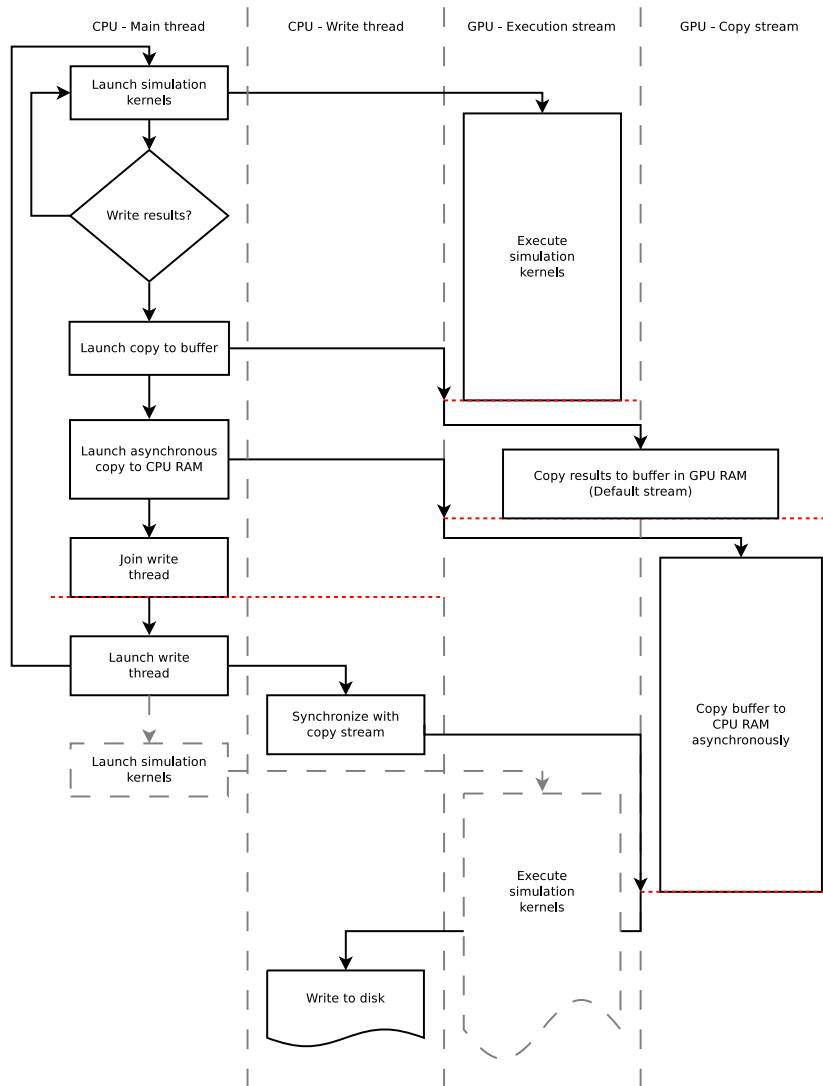 CPU - Main thread
CPU - Write thread
GPU - Execution stream
GPU - Copy stream
Launch simulation
kernels
Write results?
Execute
simulation
kernels
Launch copy to buffer
Launch asynchronous
copy to CPU RAM
Copy results to buffer in GPU RAM
(Default stream)
Join write
thread
Launch write
thread
Synchronize with
copy stream
Copy buffer to
CPU RAM
asynchronously
Launch simulation
kernels
Execute
simulation
kernels
Write to disk